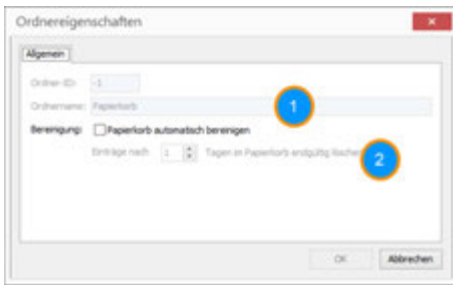 Ordnereigenschaften
Allgemein
Ordner-ID: -1
Ordnername: Papierkorb
1
Bereinigung: Papierkorb automatisch bereinigen
Einträge nach 1 Tagen im Papierkorb endgültig löschen
2
OK Abbrechen